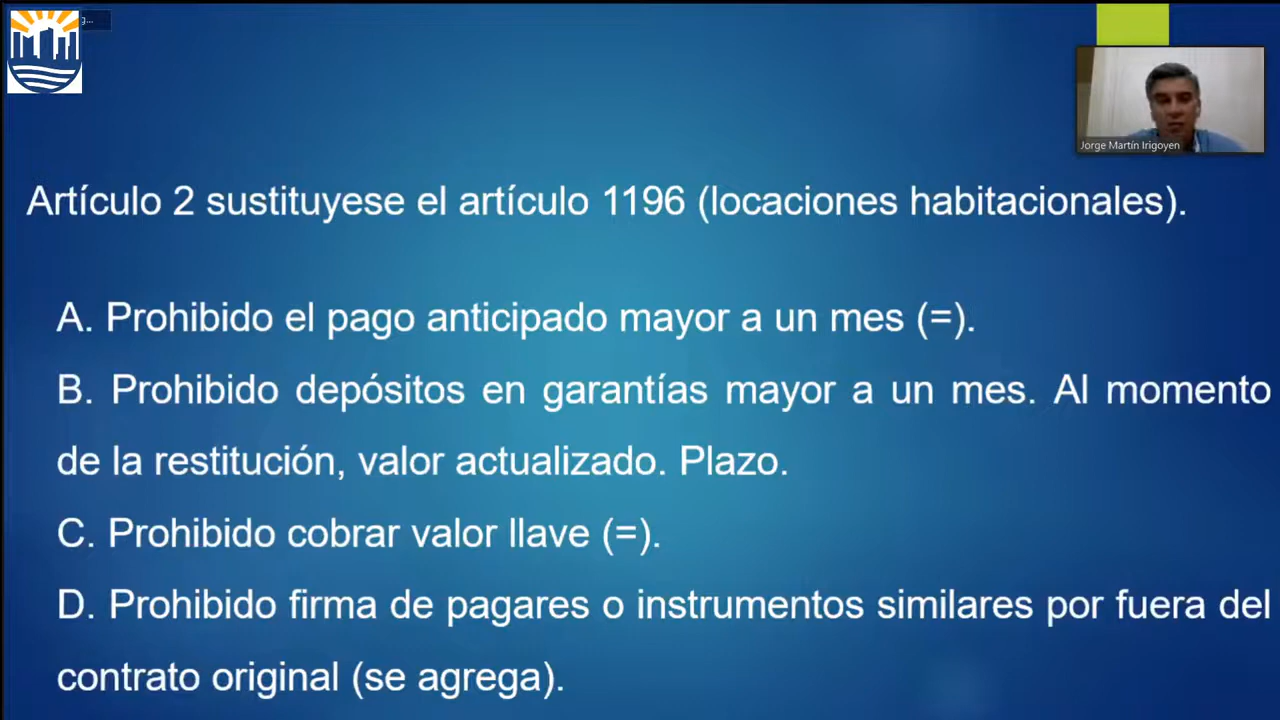 g...
Jorge Martín Irigoyen
Artículo 2 sustituyese el artículo 1196 (locaciones habitacionales).
A. Prohibido el pago anticipado mayor a un mes (=).
B. Prohibido depósitos en garantías mayor a un mes. Al momento
de la restitución, valor actualizado. Plazo.
C. Prohibido cobrar valor llave (=).
D. Prohibido firma de pagares o instrumentos similares por fuera del
contrato original (se agrega).